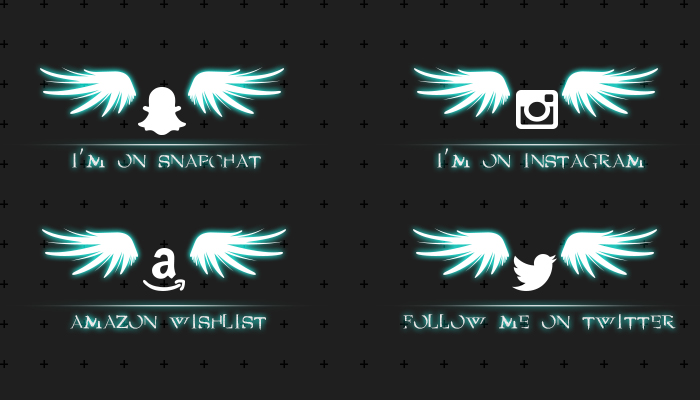 I'm on Snapchat
I'm on Instagram
a
Amazon Wishlist
Follow me on Twitter